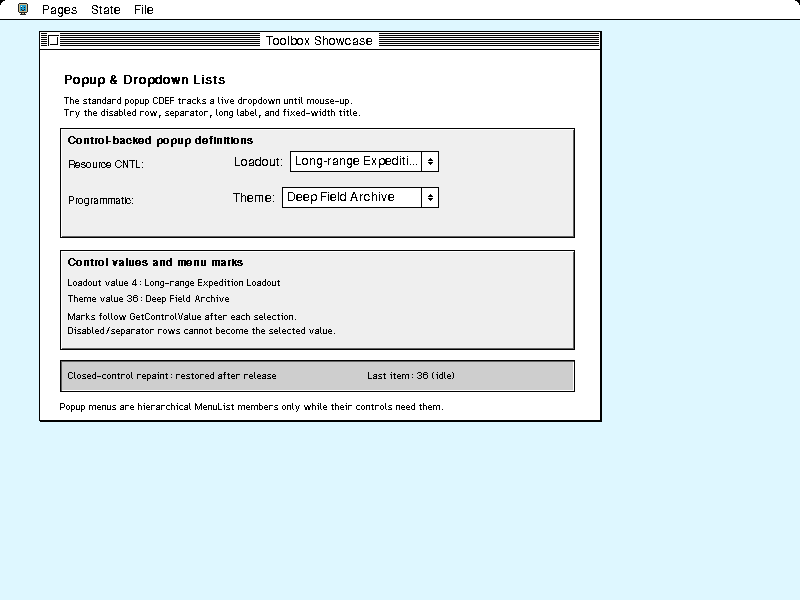 Pages State File
Toolbox Showcase
Popup & Dropdown Lists
The standard popup CDEF tracks a live dropdown until mouse-up.
Try the disabled row, separator, long label, and fixed-width title.
Control-backed popup definitions
Resource CNTL: Loadout: Long-range Expediti...
Programmatic: Theme: Deep Field Archive
Control values and menu marks
Loadout value 4: Long-range Expedition Loadout
Theme value 36: Deep Field Archive
Marks follow GetControlValue after each selection.
Disabled/separator rows cannot become the selected value.
Closed-control repaint: restored after release Last item: 36 (idle)
Popup menus are hierarchical MenuList members only while their controls need them.